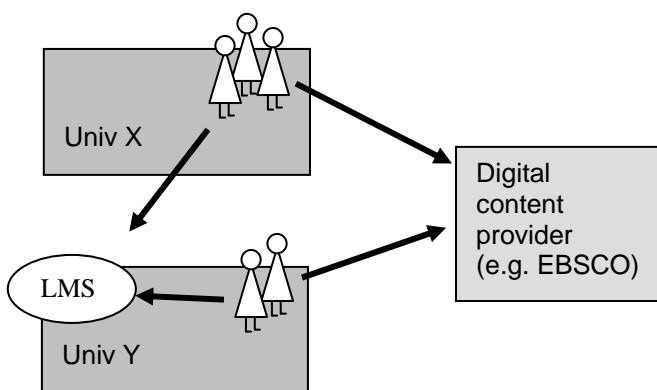 Univ X
Digital
content
provider
(e.g. EBSCO)
LMS
Univ Y